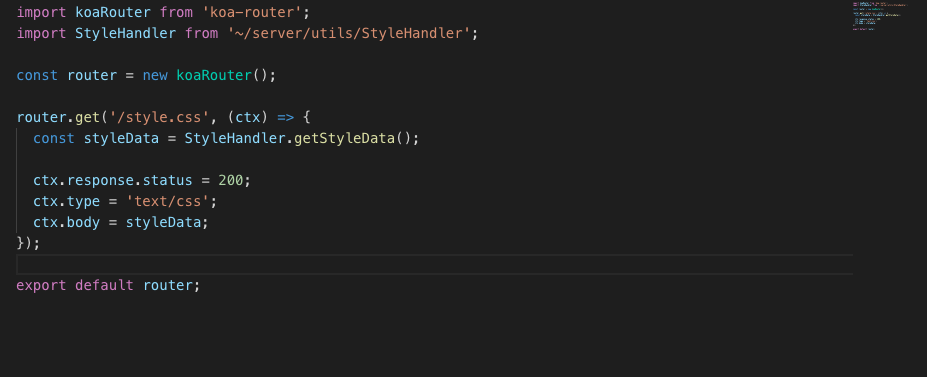 import koaRouter from 'koa-router';
import StyleHandler from '~/server/utils/StyleHandler';
const router = new koaRouter();
router.get('/style.css', (ctx) => {
const styleData = StyleHandler.getStyleData();
ctx.response.status = 200;
ctx.type = 'text/css';
ctx.body = styleData;
});
export default router;